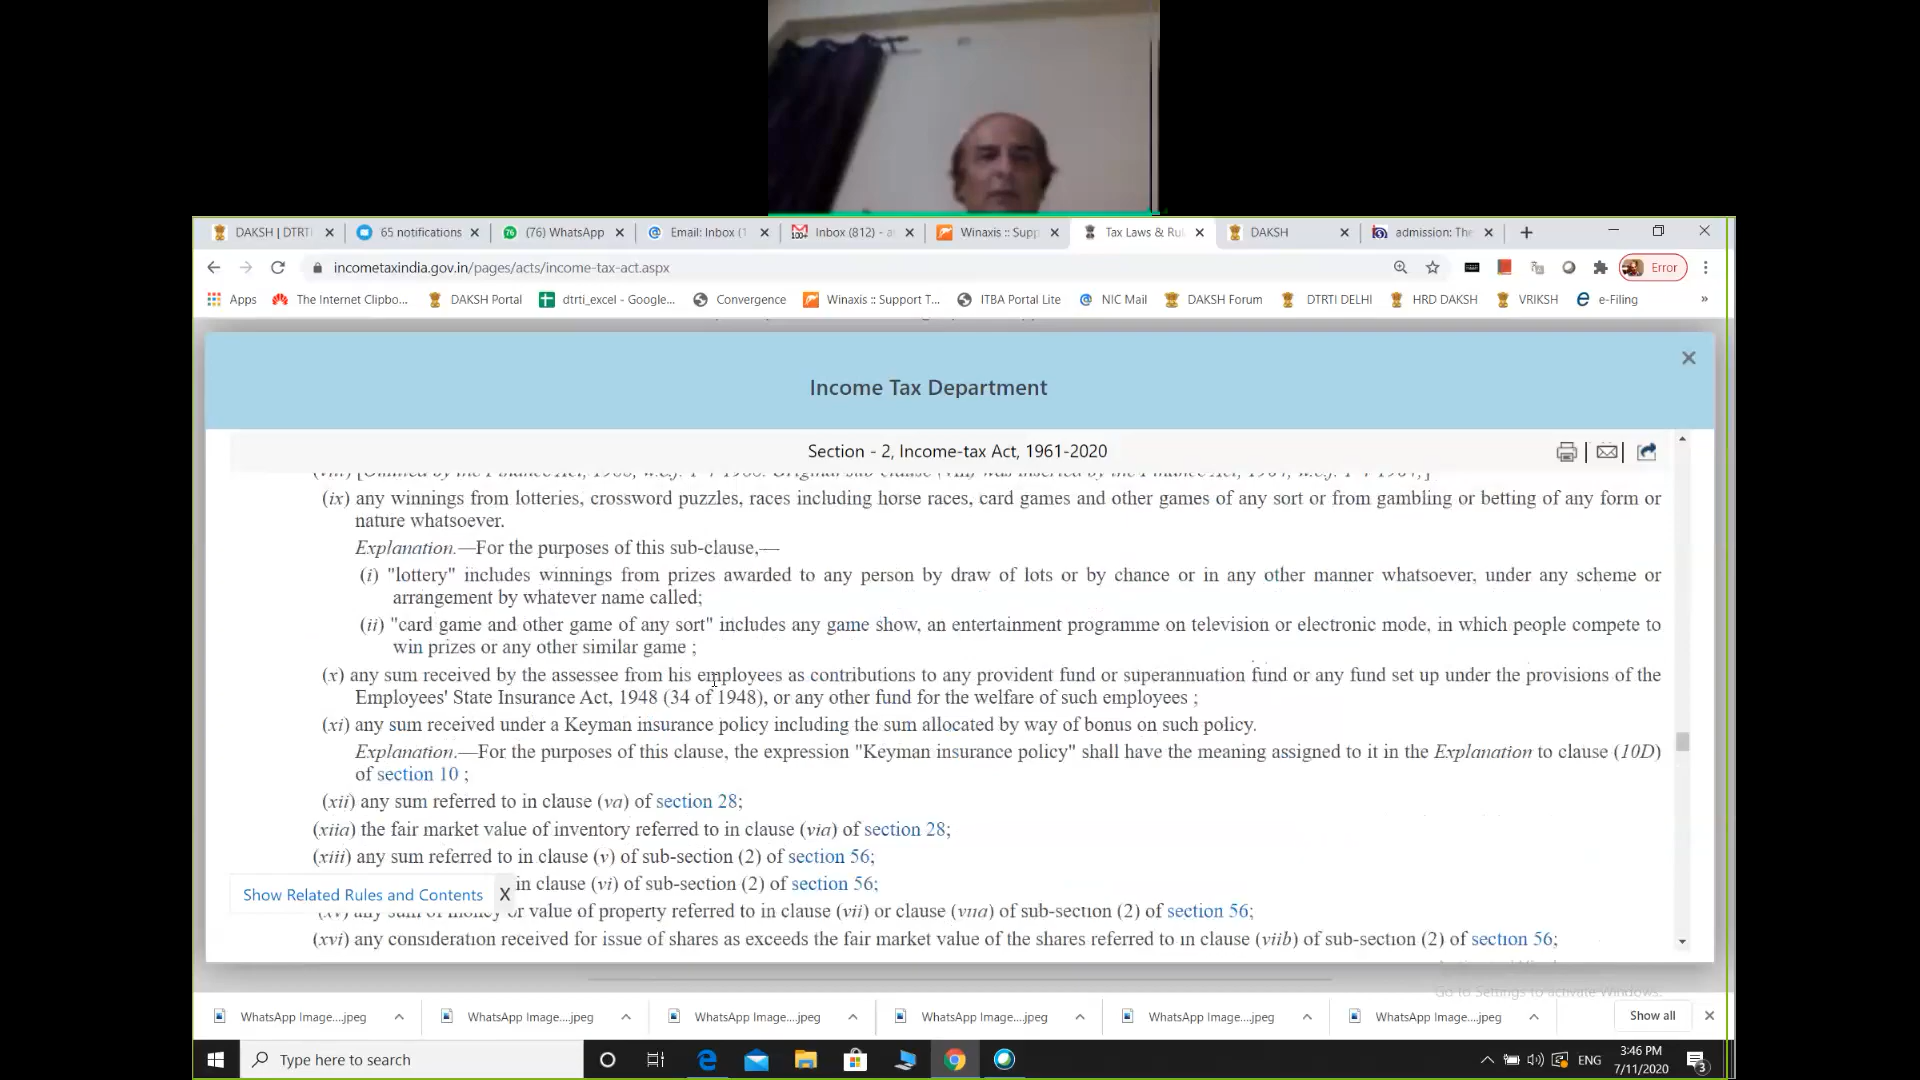 DAKSH | DTRTI
65 notifications
(76) WhatsApp
Email: Inbox (1
Inbox (812) - a
Winaxis :: Supp
Tax Laws & Rul
DAKSH
admission: The
incometaxindia.gov.in/pages/acts/income-tax-act.aspx
Error
Apps
The Internet Clipbo...
DAKSH Portal
dtrti_excel - Google...
Convergence
Winaxis :: Support T...
ITBA Portal Lite
NIC Mail
DAKSH Forum
DTRTI DELHI
HRD DAKSH
VRIKSH
e-Filing
»
Income Tax Department
Section - 2, Income-tax Act, 1961-2020
(ix) any winnings from lotteries, crossword puzzles, races including horse races, card games and other games of any sort or from gambling or betting of any form or
nature whatsoever.
Explanation.—For the purposes of this sub-clause,—
(i) "lottery" includes winnings from prizes awarded to any person by draw of lots or by chance or in any other manner whatsoever, under any scheme or
arrangement by whatever name called;
(ii) "card game and other game of any sort" includes any game show, an entertainment programme on television or electronic mode, in which people compete to
win prizes or any other similar game ;
(x) any sum received by the assessee from his employees as contributions to any provident fund or superannuation fund or any fund set up under the provisions of the
Employees' State Insurance Act, 1948 (34 of 1948), or any other fund for the welfare of such employees ;
(xi) any sum received under a Keyman insurance policy including the sum allocated by way of bonus on such policy.
Explanation.—For the purposes of this clause, the expression "Keyman insurance policy" shall have the meaning assigned to it in the Explanation to clause (10D)
of section 10 ;
(xii) any sum referred to in clause (va) of section 28;
(xiia) the fair market value of inventory referred to in clause (via) of section 28;
(xiii) any sum referred to in clause (v) of sub-section (2) of section 56;
in clause (vi) of sub-section (2) of section 56;
Show Related Rules and Contents X
(xv) any sum of money or value of property referred to in clause (vii) or clause (viia) of sub-section (2) of section 56;
(xvi) any consideration received for issue of shares as exceeds the fair market value of the shares referred to in clause (viib) of sub-section (2) of section 56;
Go to Settings to activate Windows.
WhatsApp Image....jpeg
WhatsApp Image....jpeg
WhatsApp Image....jpeg
WhatsApp Image....jpeg
WhatsApp Image....jpeg
WhatsApp Image....jpeg
Show all
Type here to search
ENG
3:46 PM
7/11/2020
3